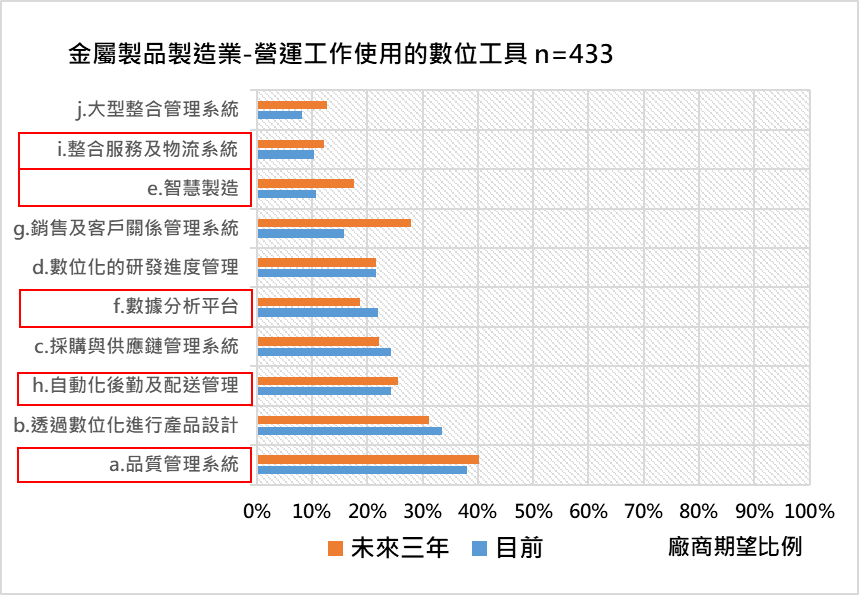 金屬製品製造業-營運工作使用的數位工具 n=433
j.大型整合管理系統
i.整合服務及物流系統
e.智慧製造
g.銷售及客戶關係管理系統
d.數位化的研發進度管理
f.數據分析平台
c.採購與供應鏈管理系統
h.自動化後勤及配送管理
b.透過數位化進行產品設計
a.品質管理系統
0% 10% 20% 30% 40% 50% 60% 70% 80% 90% 100%
未來三年 目前 廠商期望比例